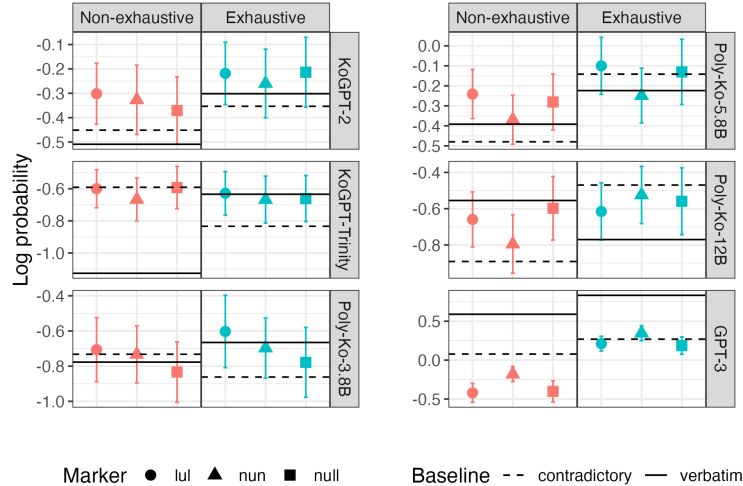 Non-exhaustive Exhaustive
-0.1
-0.2
-0.3
-0.4
-0.5
KoGPT-2
-0.6
-0.8
-1.0
KoGPT-Trinity
-0.4
-0.6
-0.8
-1.0
Poly-Ko-3.8B
Log probability
Non-exhaustive Exhaustive
0.0
-0.1
-0.2
-0.3
-0.4
-0.5
Poly-Ko-5.8B
-0.4
-0.6
-0.8
Poly-Ko-12B
0.5
0.0
-0.5
GPT-3
Marker lul nun null
Baseline contradictory verbatim